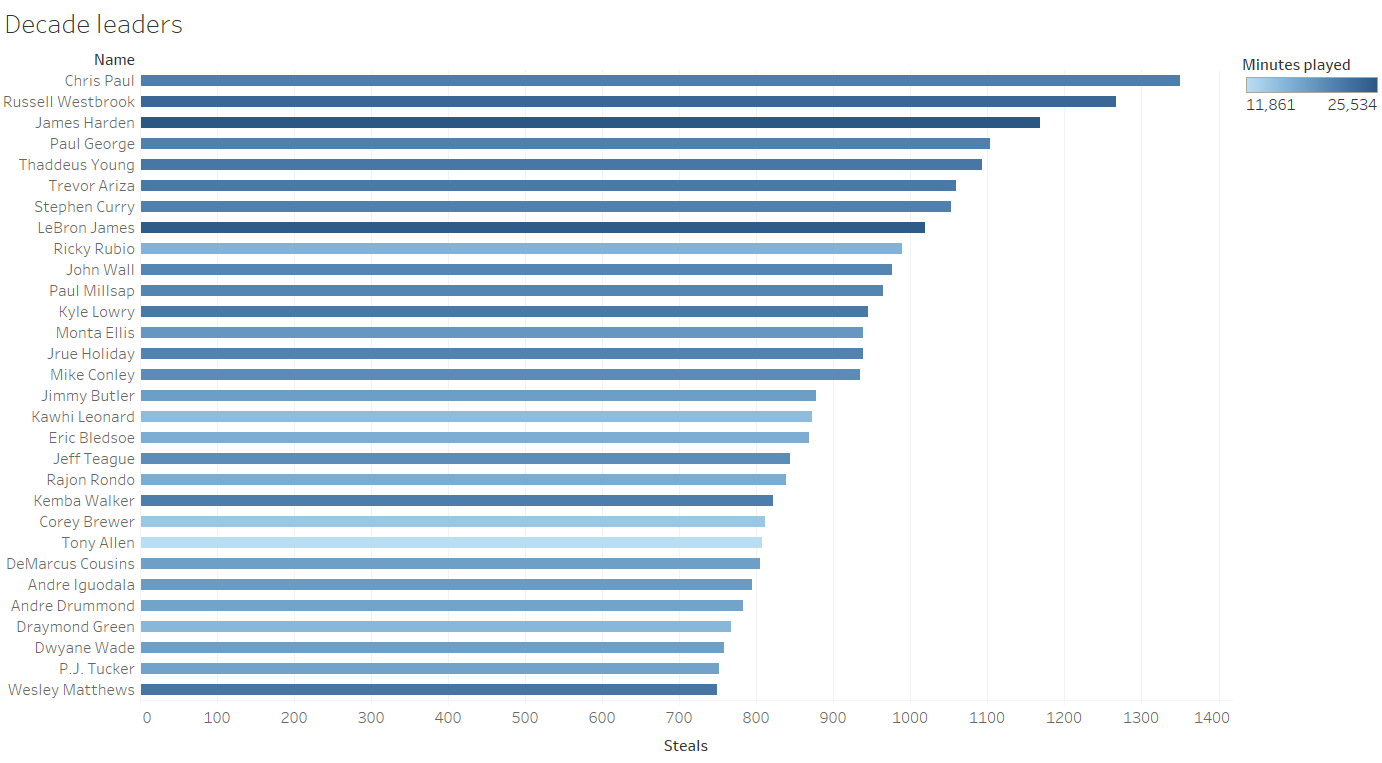 Decade leaders
Name
Minutes played
11,861 25,534
Chris Paul
Russell Westbrook
James Harden
Paul George
Thaddeus Young
Trevor Ariza
Stephen Curry
LeBron James
Ricky Rubio
John Wall
Paul Millsap
Kyle Lowry
Monta Ellis
Jrue Holiday
Mike Conley
Jimmy Butler
Kawhi Leonard
Eric Bledsoe
Jeff Teague
Rajon Rondo
Kemba Walker
Corey Brewer
Tony Allen
DeMarcus Cousins
Andre Iguodala
Andre Drummond
Draymond Green
Dwyane Wade
P.J. Tucker
Wesley Matthews
0 100 200 300 400 500 600 700 800 900 1000 1100 1200 1300 1400
Steals